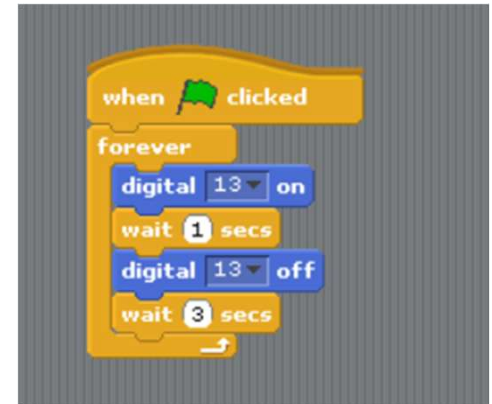 when clicked
forever
digital 13 on
wait 1 secs
digital 13 off
wait 3 secs